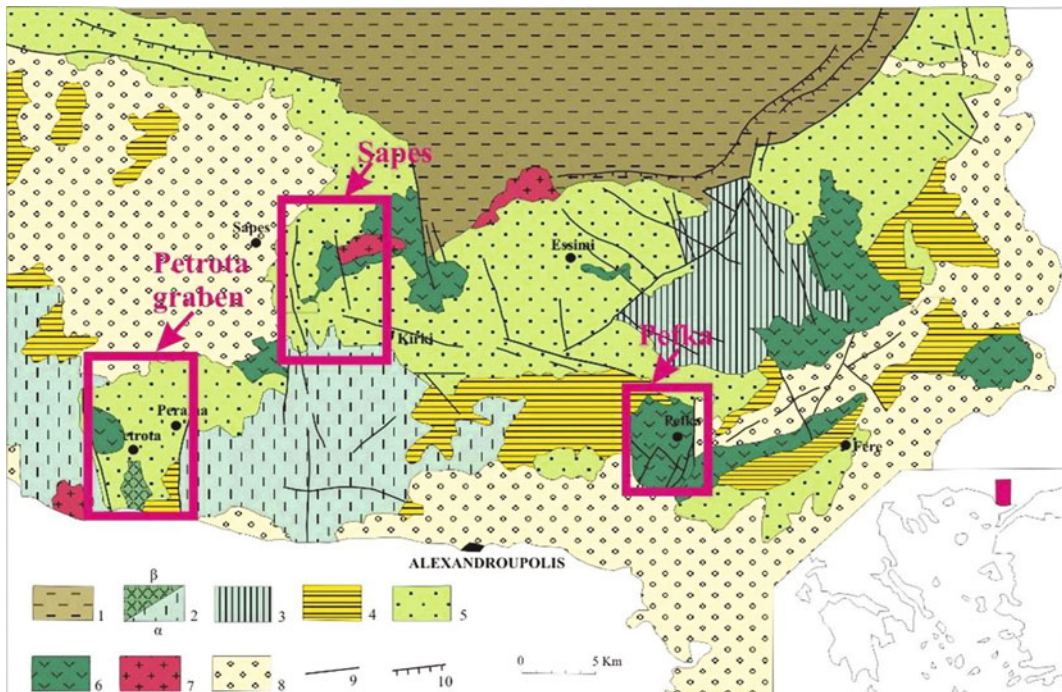 Sapes
Sapes
Essimi
Petrota
graben
Kirki
Pefka
Perama
Petrota
Pefka
Fere
ALEXANDROUPOLIS
β
1
2
3
4
5
α
6
7
8
9
10
0 5 Km